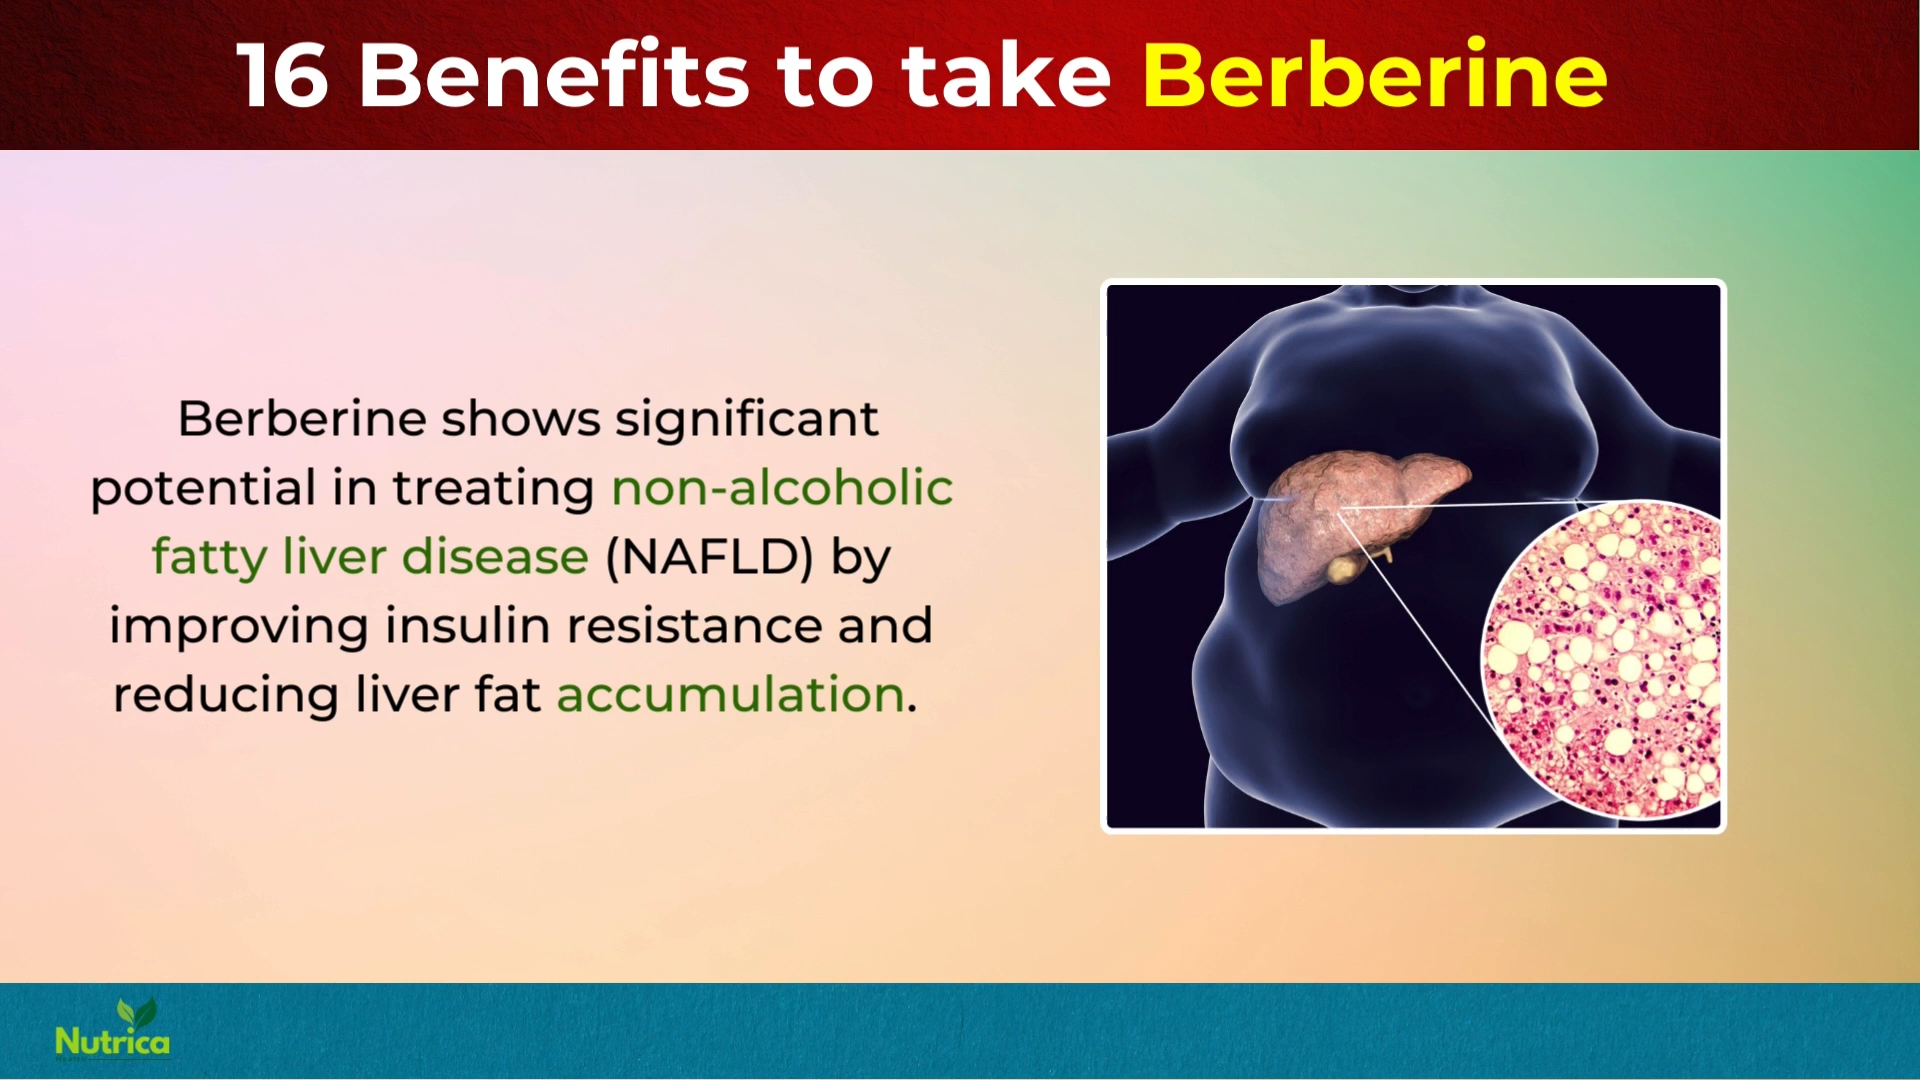 16 Benefits to take Berberine
Berberine shows significant
potential in treating non-alcoholic
fatty liver disease (NAFLD) by
improving insulin resistance and
reducing liver fat accumulation.
Nutrica